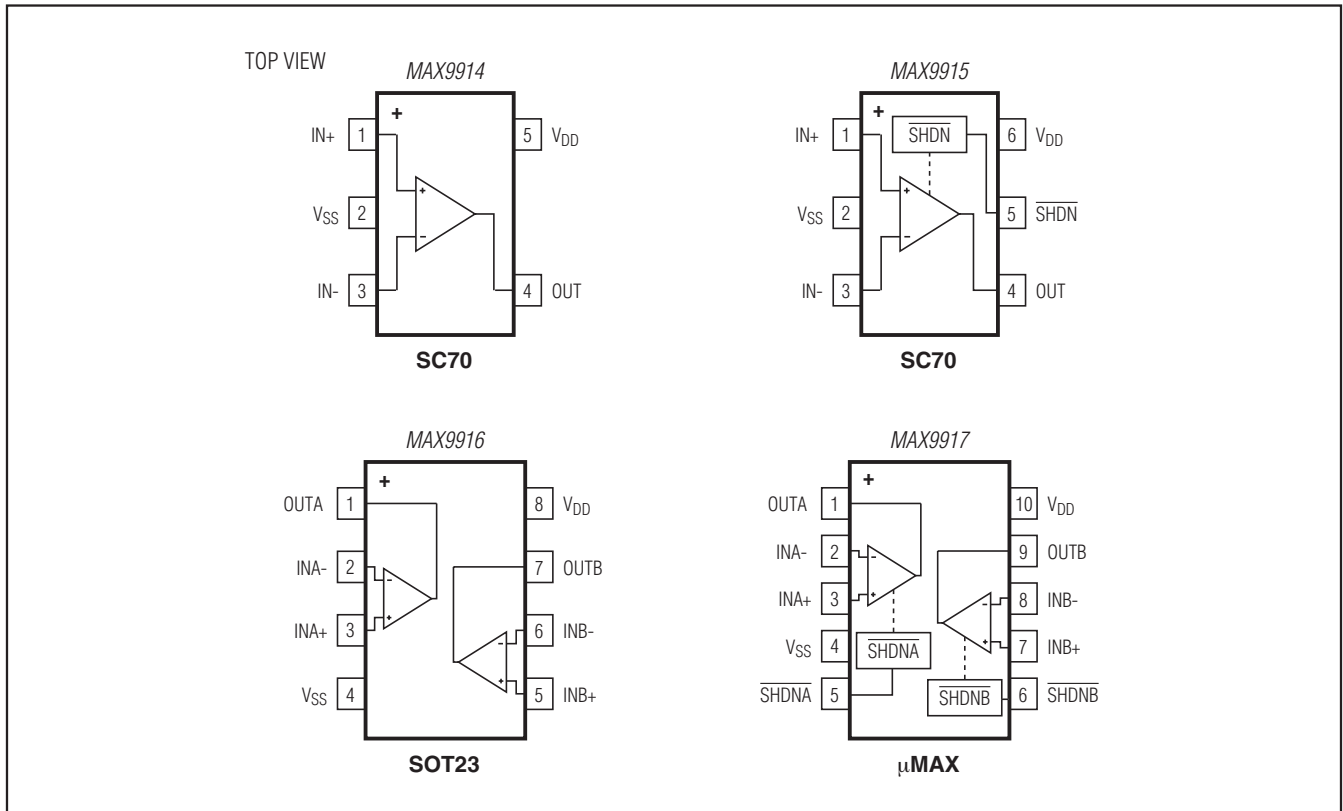 TOP VIEW
MAX9914
+
IN+ 1
5 VDD
VSS 2
IN- 3
4 OUT
+
-
SC70
MAX9915
+
IN+ 1
SHDN
6 VDD
VSS 2
5 SHDN
IN- 3
4 OUT
+
-
SC70
MAX9916
+
OUTA 1
8 VDD
INA- 2
7 OUTB
INA+ 3
6 INB-
VSS 4
5 INB+
-
+
-
+
SOT23
MAX9917
+
OUTA 1
10 VDD
INA- 2
9 OUTB
INA+ 3
8 INB-
VSS 4
7 INB+
SHDNA 5
6 SHDNB
-
+
-
+
SHDNA
SHDNB
μMAX